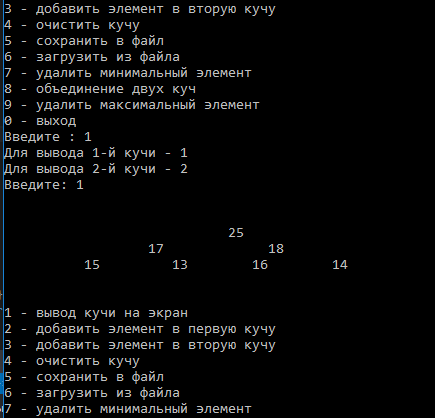 3 - добавить элемент в вторую кучу
4 - очистить кучу
5 - сохранить в файл
6 - загрузить из файла
7 - удалить минимальный элемент
8 - объединение двух куч
9 - удалить максимальный элемент
0 - выход
Введите : 1
Для вывода 1-й кучи - 1
Для вывода 2-й кучи - 2
Введите: 1
25
17 18
15 13 16 14
1 - вывод кучи на экран
2 - добавить элемент в первую кучу
3 - добавить элемент в вторую кучу
4 - очистить кучу
5 - сохранить в файл
6 - загрузить из файла
7 - удалить минимальный элемент